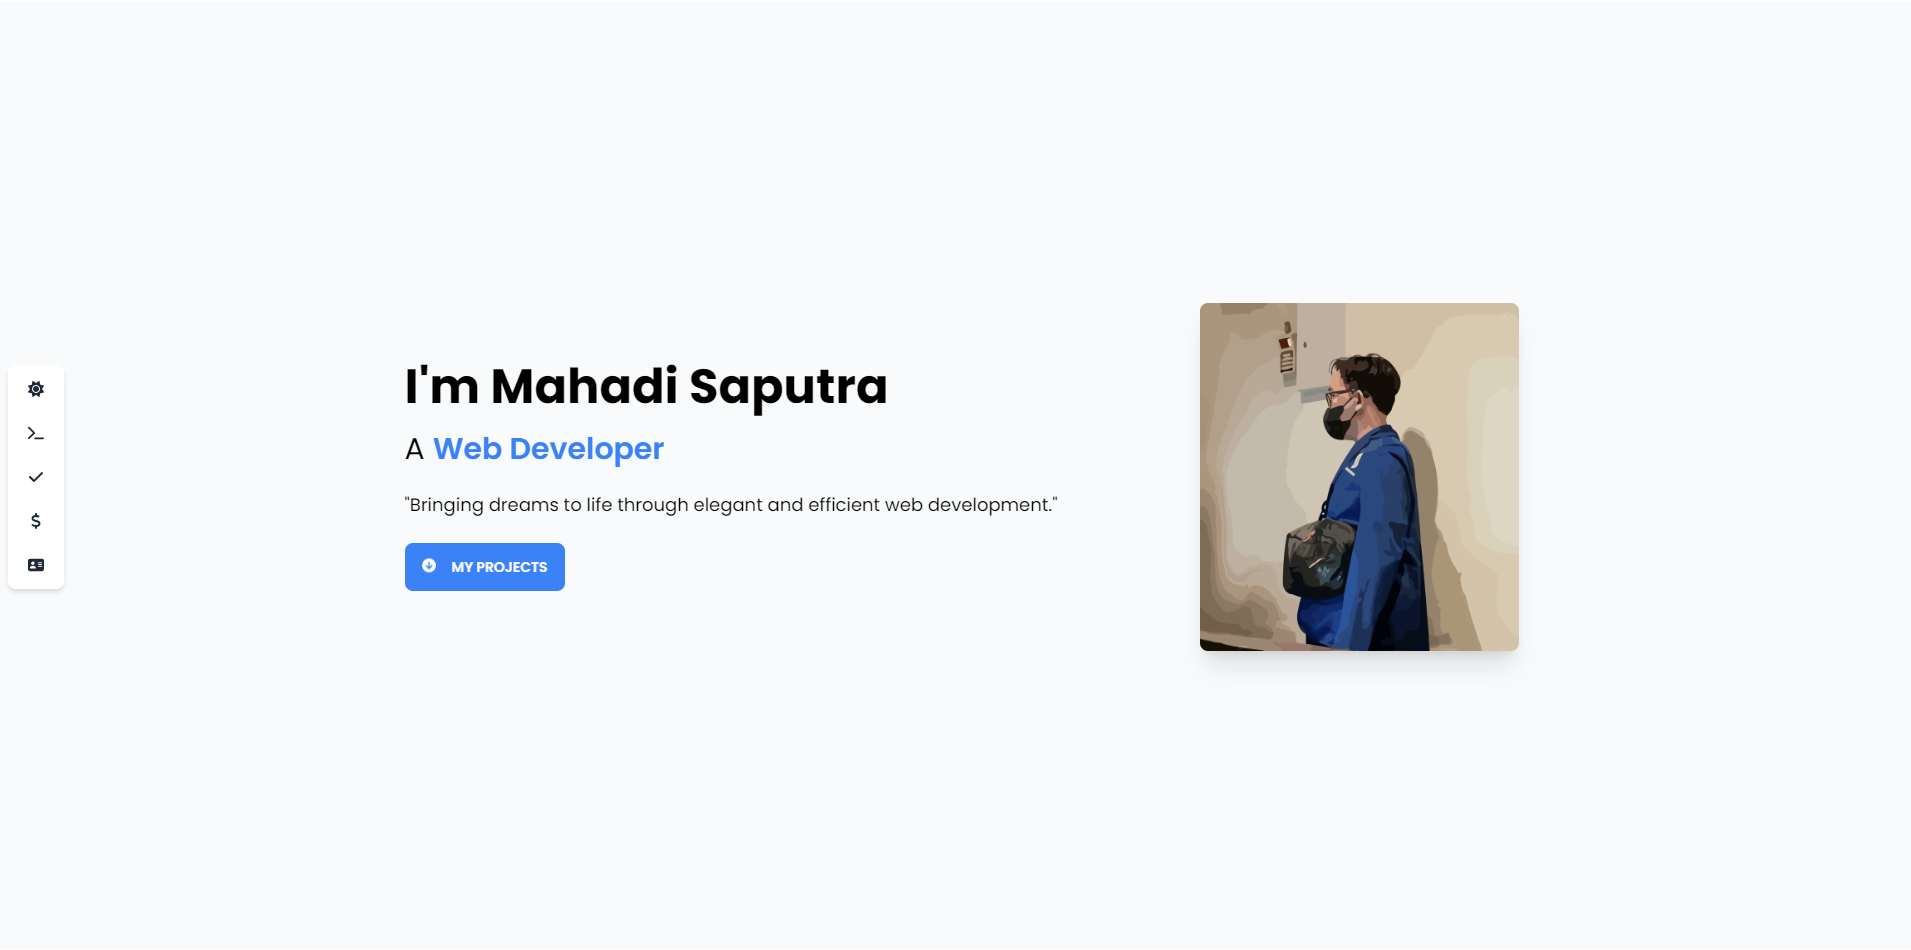 I'm Mahadi Saputra
A Web Developer
"Bringing dreams to life through elegant and efficient web development."
MY PROJECTS